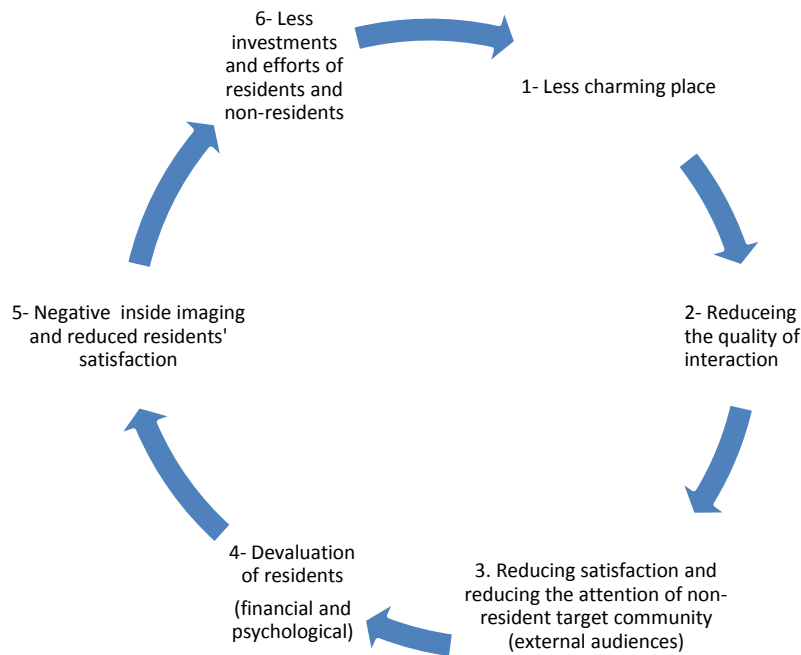 6- Less
investments
and efforts of
residents and
non-residents
1- Less charming place
2- Reduceing
the quality of
interaction
3. Reducing satisfaction and
reducing the attention of non-
resident target community
(external audiences)
4- Devaluation
of residents
(financial and
psychological)
5- Negative  inside imaging
and reduced residents'
satisfaction